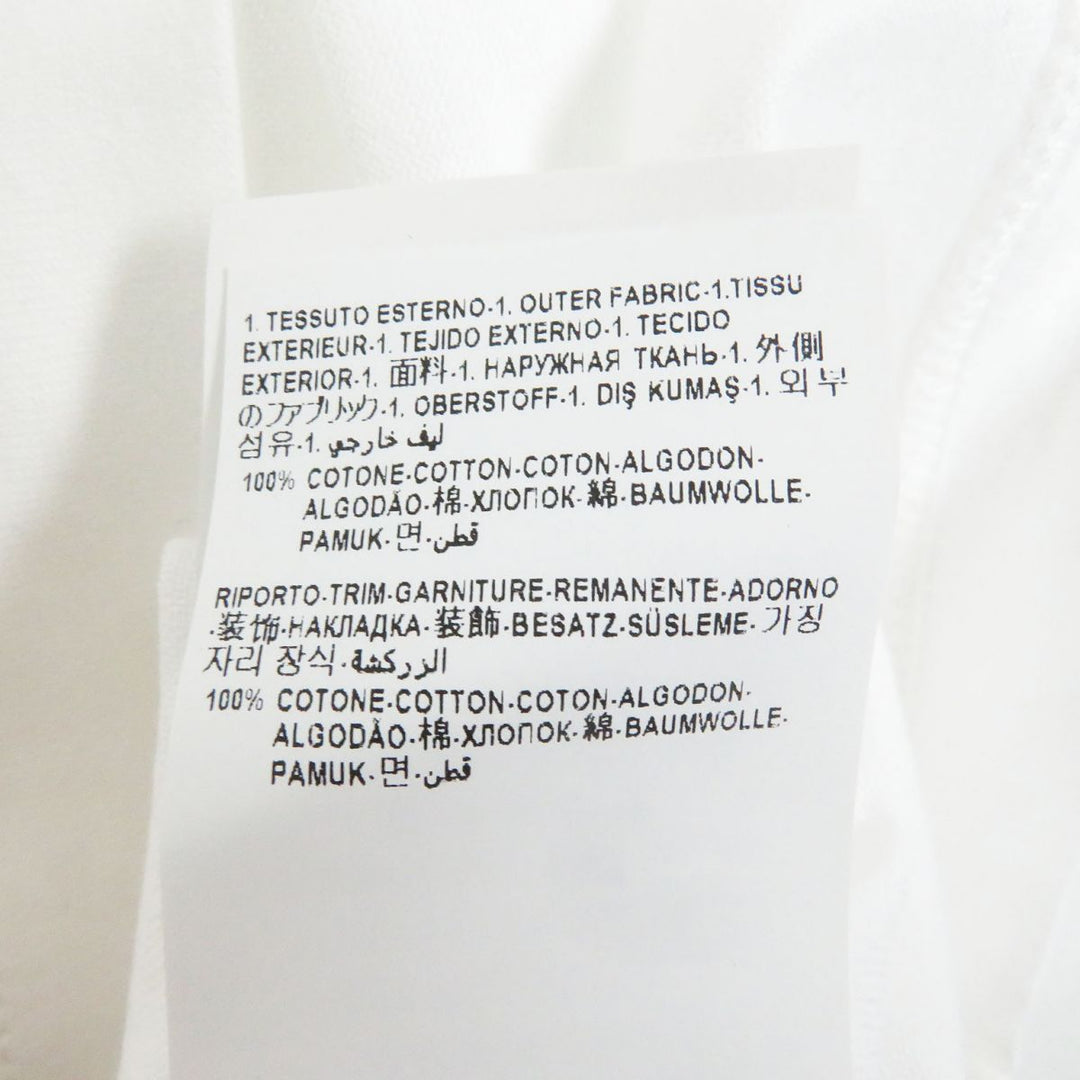 1. TESSUTO ESTERNO-1. OUTER FABRIC-1.TISSU
EXTERIEUR-1. TEJIDO EXTERNO-1. TECIDO
EXTERIOR-1. 面料-1. НАРУЖНАЯ ТКАНЬ-1. 外側
のファブリック-1. OBERSTOFF-1. DIŞ KUMAŞ-1. 외부
섬유-1. ليف خارجي
100% COTONE-COTTON-COTON-ALGODON-
ALGODÃO-棉-ХЛОПОК-綿-BAUMWOLLE-
PAMUK-면-قطن
RIPORTO-TRIM-GARNITURE-REMANENTE-ADORNO
-装饰-НАКЛАДКА-装飾-BESATZ-SÜSLEME-가장
자리 장식-الزركشة
100% COTONE-COTTON-COTON-ALGODON-
ALGODÃO-棉-ХЛОПОК-綿-BAUMWOLLE-
PAMUK-면-قطن